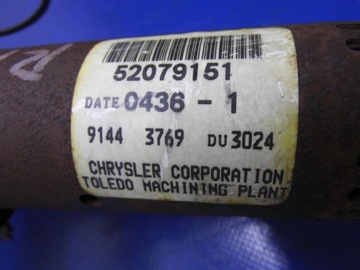 52079151
DATE 0436 - 1
9144 3769 DU 3024
CHRYSLER CORPORATION
TOLEDO MACHINING PLANT